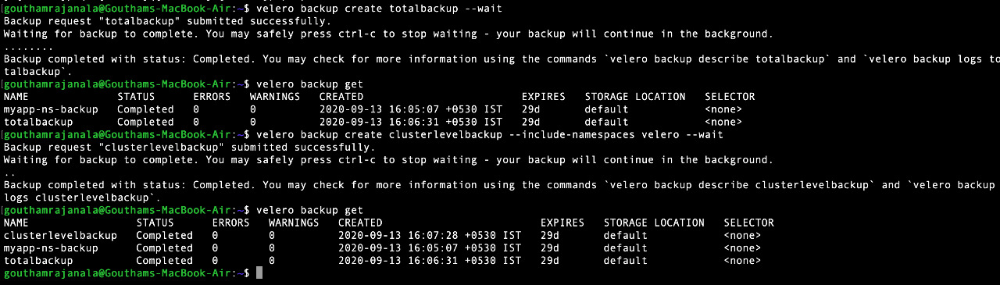 [gouthamrajanala@Gouthams-MacBook-Air:~$ velero backup create totalbackup --wait
Backup request "totalbackup" submitted successfully.
Waiting for backup to complete. You may safely press ctrl-c to stop waiting - your backup will continue in the background.
........
Backup completed with status: Completed. You may check for more information using the commands `velero backup describe totalbackup` and `velero backup logs to
talbackup`.
[gouthamrajanala@Gouthams-MacBook-Air:~$ velero backup get
NAME STATUS ERRORS WARNINGS CREATED EXPIRES STORAGE LOCATION SELECTOR
myapp-ns-backup Completed 0 0 2020-09-13 16:05:07 +0530 IST 29d default <none>
totalbackup Completed 0 0 2020-09-13 16:06:31 +0530 IST 29d default <none>
[gouthamrajanala@Gouthams-MacBook-Air:~$ velero backup create clusterlevelbackup --include-namespaces velero --wait
Backup request "clusterlevelbackup" submitted successfully.
Waiting for backup to complete. You may safely press ctrl-c to stop waiting - your backup will continue in the background.
..
Backup completed with status: Completed. You may check for more information using the commands `velero backup describe clusterlevelbackup` and `velero backup
logs clusterlevelbackup`.
[gouthamrajanala@Gouthams-MacBook-Air:~$ velero backup get
NAME STATUS ERRORS WARNINGS CREATED EXPIRES STORAGE LOCATION SELECTOR
clusterlevelbackup Completed 0 0 2020-09-13 16:07:28 +0530 IST 29d default <none>
myapp-ns-backup Completed 0 0 2020-09-13 16:05:07 +0530 IST 29d default <none>
totalbackup Completed 0 0 2020-09-13 16:06:31 +0530 IST 29d default <none>
gouthamrajanala@Gouthams-MacBook-Air:~$